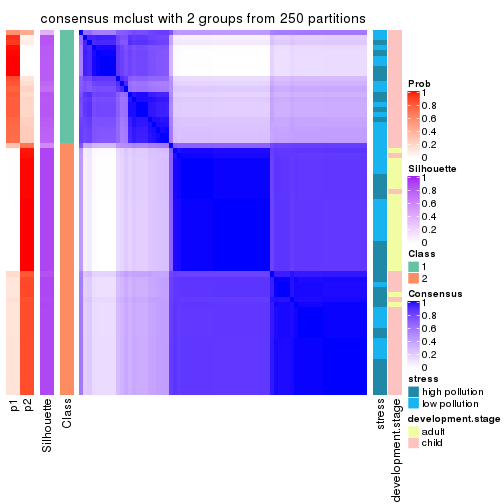 consensus mclust with 2 groups from 250 partitions
Prob
1
0.8
0.6
0.4
0.2
0
Silhouette
1
0.8
0.6
0.4
0.2
0
Class
1
2
Consensus
1
0.8
0.6
0.4
0.2
0
stress
high pollution
low pollution
development.stage
adult
child
p1
p2
Silhouette
Class
stress
development.stage